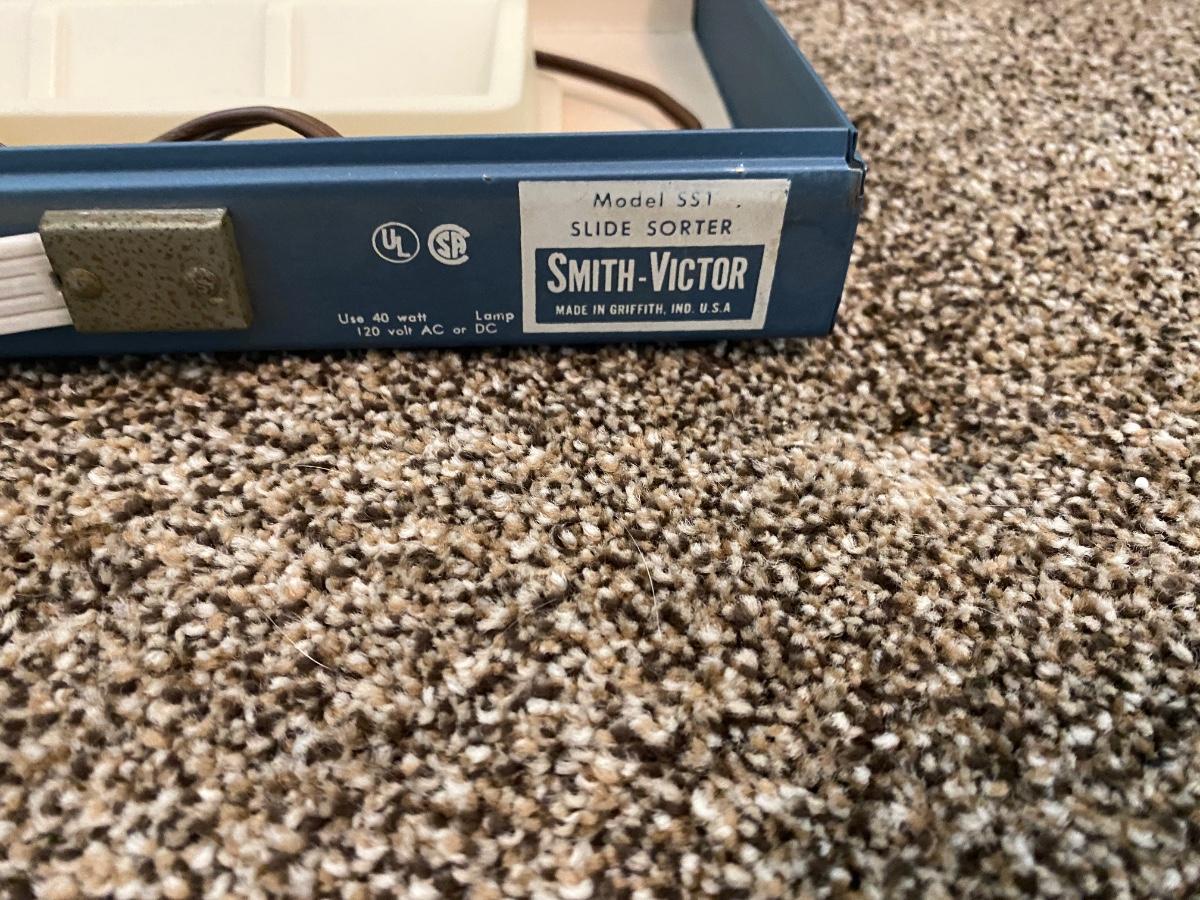 Model SS1
SLIDE SORTER
SMITH-VICTOR
MADE IN GRIFFITH, IND. U.S.A
UL
SA
Use 40 watt Lamp
120 volt AC or DC